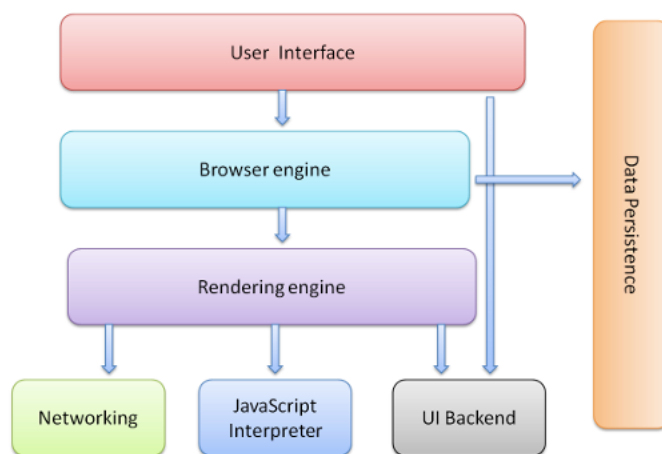 User Interface
Browser engine
Data Persistence
Rendering engine
Networking
JavaScript
Interpreter
UI Backend